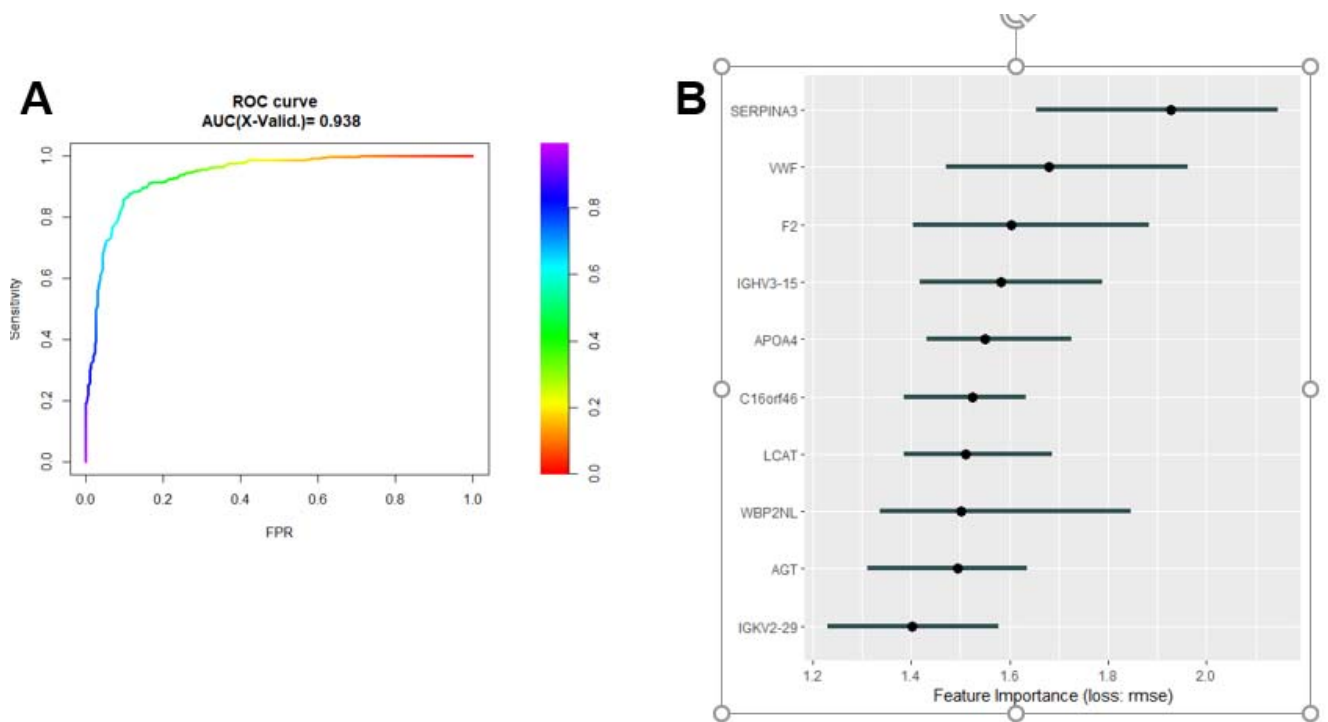 A
ROC curve
AUC(X-Valid.)= 0.938
Sensitivity
1.0
0.8
0.6
0.4
0.2
0.0
0.0 0.2 0.4 0.6 0.8 1.0
FPR
0.8
0.6
0.4
0.2
0.0
B
SERPINA3
VWF
F2
IGHV3-15
APOA4
C16orf46
LCAT
WBP2NL
AGT
IGKV2-29
1.2 1.4 1.6 1.8 2.0
Feature Importance (loss: rmse)